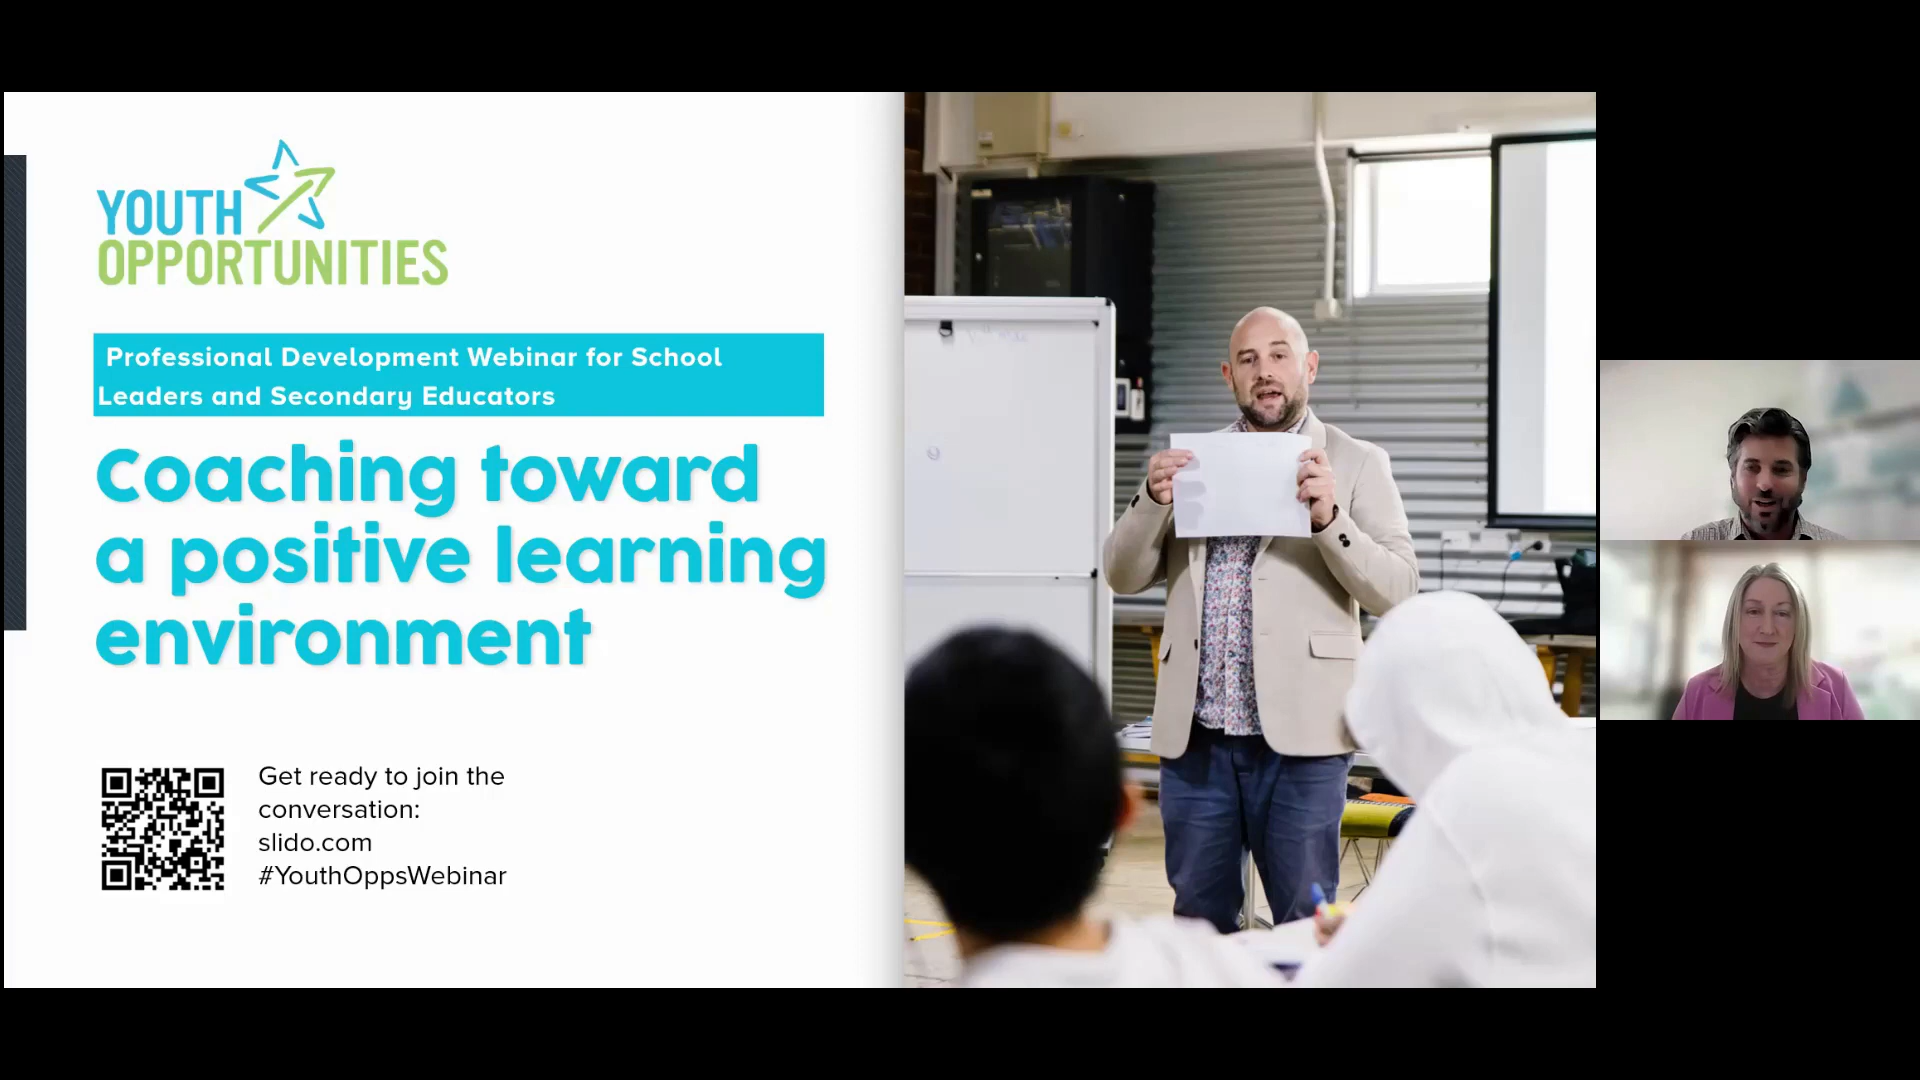 YOUTH
OPPORTUNITIES
Professional Development Webinar for School
Leaders and Secondary Educators
Coaching toward
a positive learning
environment
Get ready to join the
conversation:
slido.com
#YouthOppsWebinar